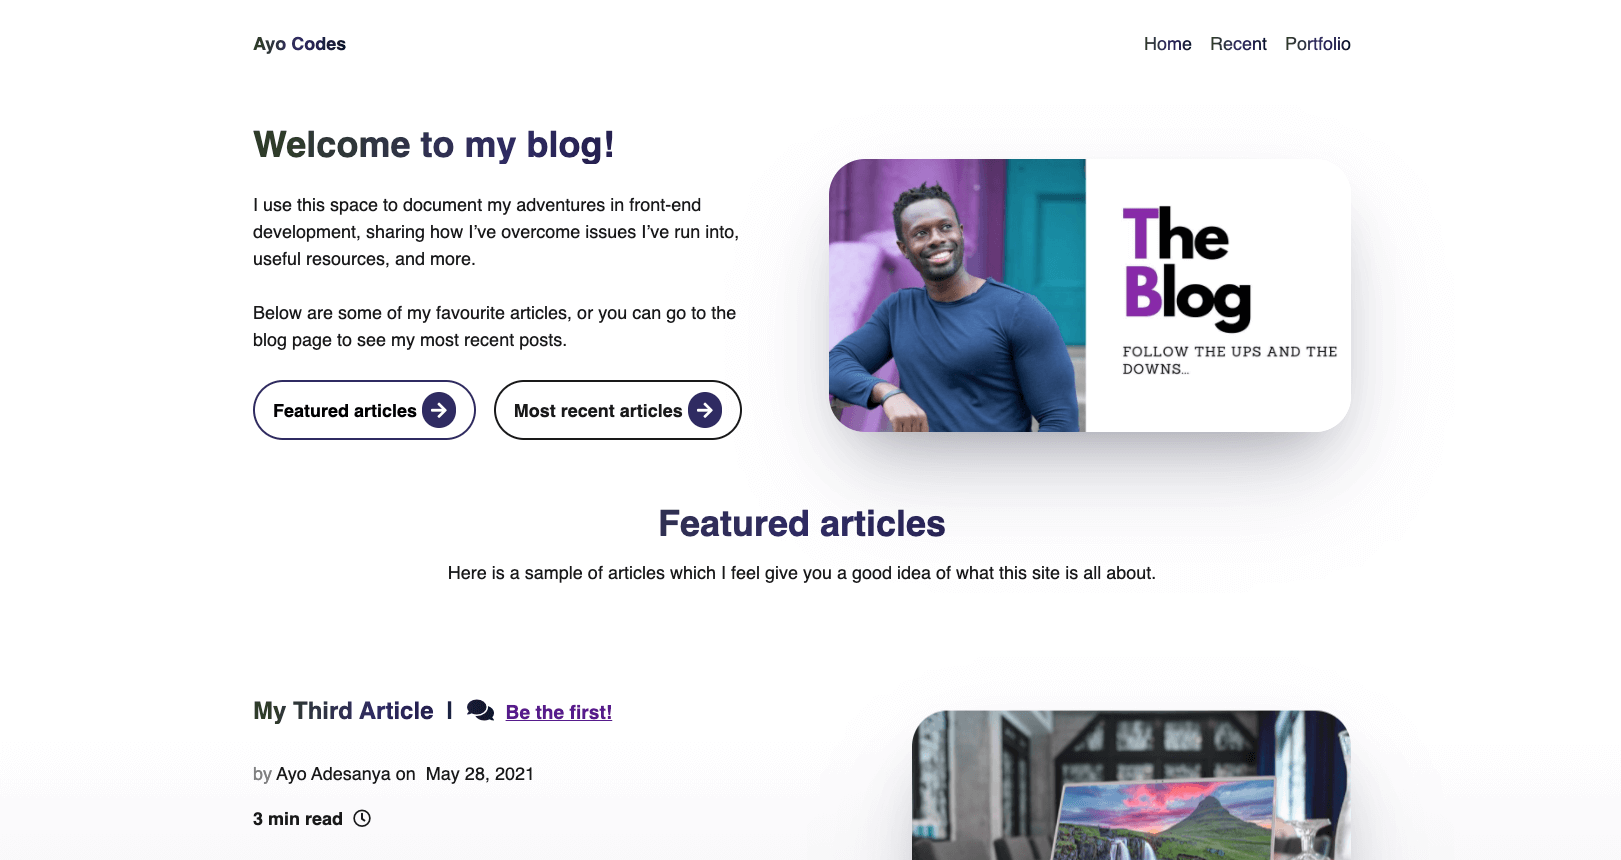 Ayo Codes
Home Recent Portfolio
Welcome to my blog!
I use this space to document my adventures in front-end
development, sharing how I’ve overcome issues I’ve run into,
useful resources, and more.
Below are some of my favourite articles, or you can go to the
blog page to see my most recent posts.
Featured articles
Most recent articles
The
Blog
FOLLOW THE UPS AND THE
DOWNS...
Featured articles
Here is a sample of articles which I feel give you a good idea of what this site is all about.
My Third Article | Be the first!
by Ayo Adesanya on May 28, 2021
3 min read